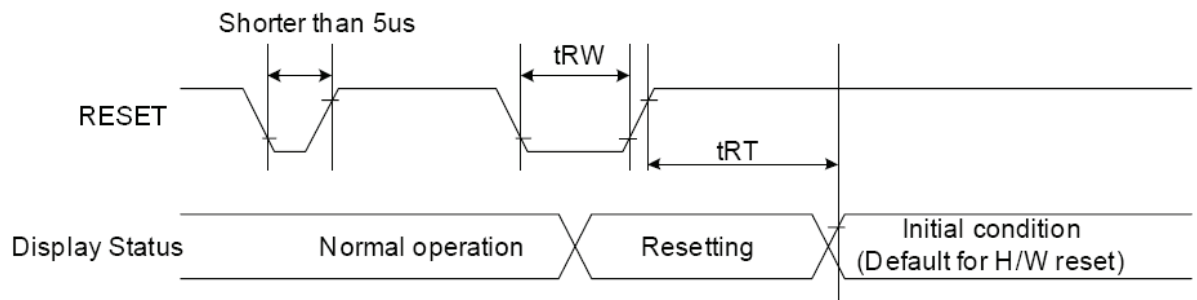 Shorter than 5us
tRW
RESET
tRT
Display Status
Normal operation
Resetting
Initial condition
(Default for H/W reset)